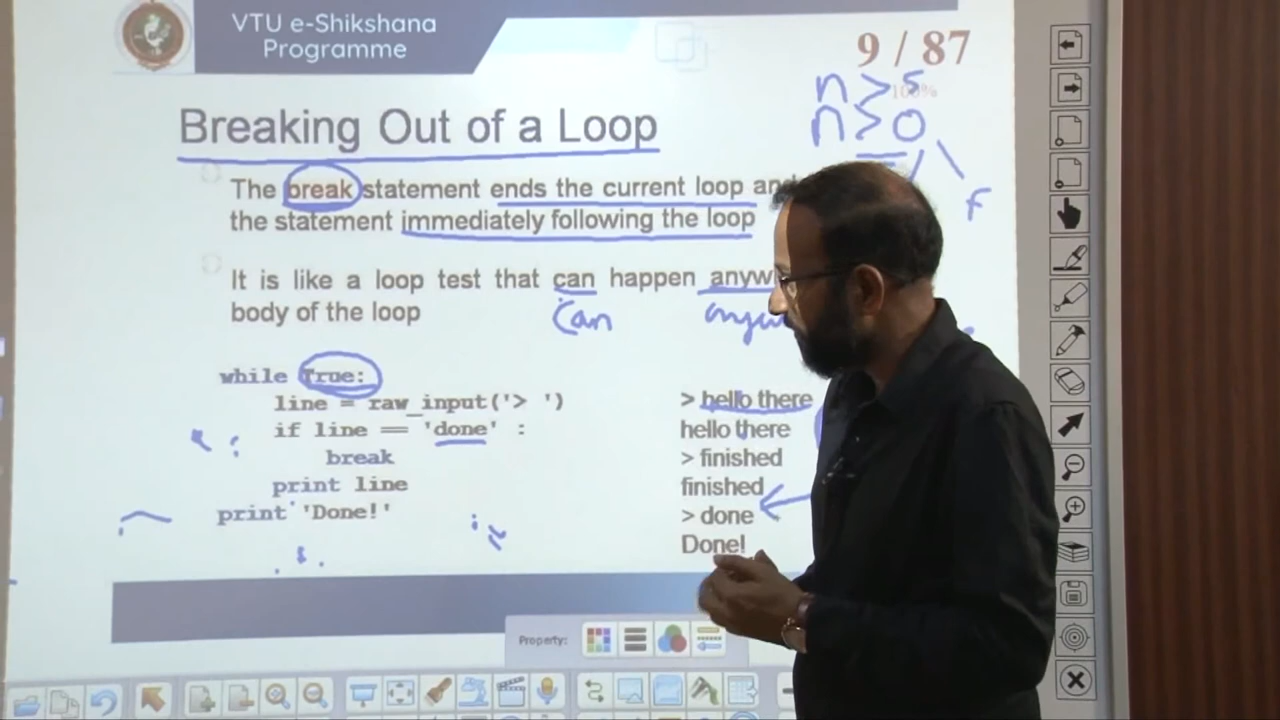 VTU e-Shikshana
Programme
9 / 87
n > 5
100%
n > 0
F
Breaking Out of a Loop
The break statement ends the current loop and
the statement immediately following the loop
It is like a loop test that can happen
body of the loop
Can
while True:
line = raw_input('> ')
if line == 'done' :
break
print line
print 'Done!'
> hello there
hello there
> finished
finished
> done
Done!
Property: